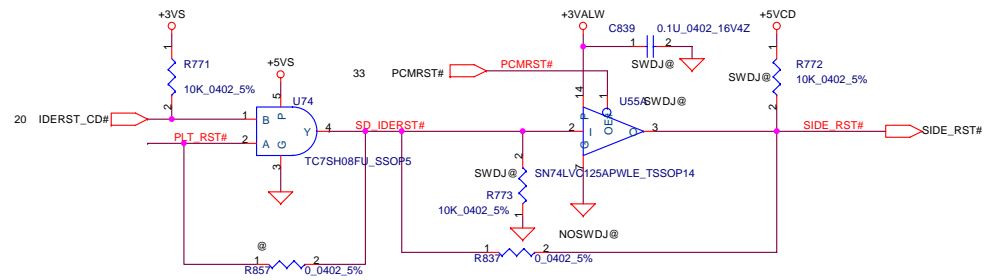 +3VS
+3VALW
+5VCD
C839
0.1U_0402_16V4Z
1
2
SWDJ@
1
R771
10K_0402_5%
2
+5VS
33
PCMRST#
PCMRST#
1
R772
SWDJ@
10K_0402_5%
2
5
U74
14
1
U55A
SWDJ@
20
IDERST_CD#
1
B
P
P
OE#
PLT_RST#
2
A
Y
4
SD_IDERST#
2
I
O
3
SIDE_RST#
SIDE_RST#
G
G
3
TC7SH08FU_SSOP5
7
2
SWDJ@
SN74LVC125APWLE_TSSOP14
R773
10K_0402_5%
1
NOSWDJ@
@
1
2
R857
0_0402_5%
1
2
R837
0_0402_5%